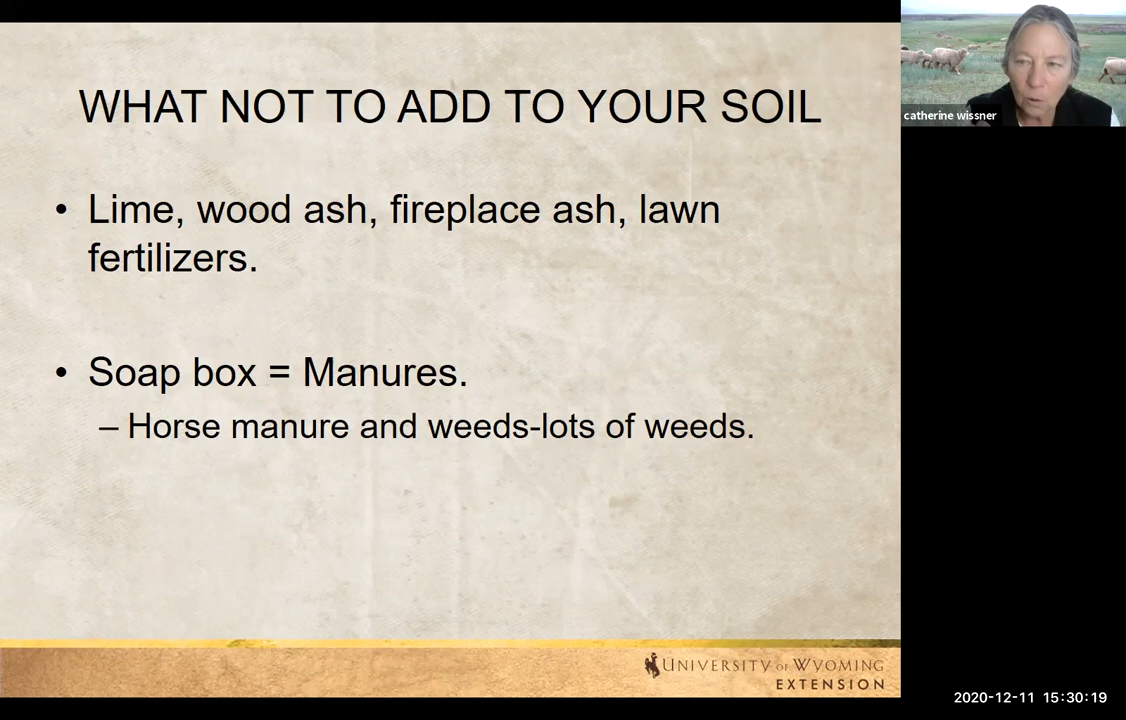 WHAT NOT TO ADD TO YOUR SOIL
• Lime, wood ash, fireplace ash, lawn
fertilizers.
• Soap box = Manures.
– Horse manure and weeds-lots of weeds.
UNIVERSITY OF WYOMING
EXTENSION
catherine wissner
2020-12-11 15:30:19